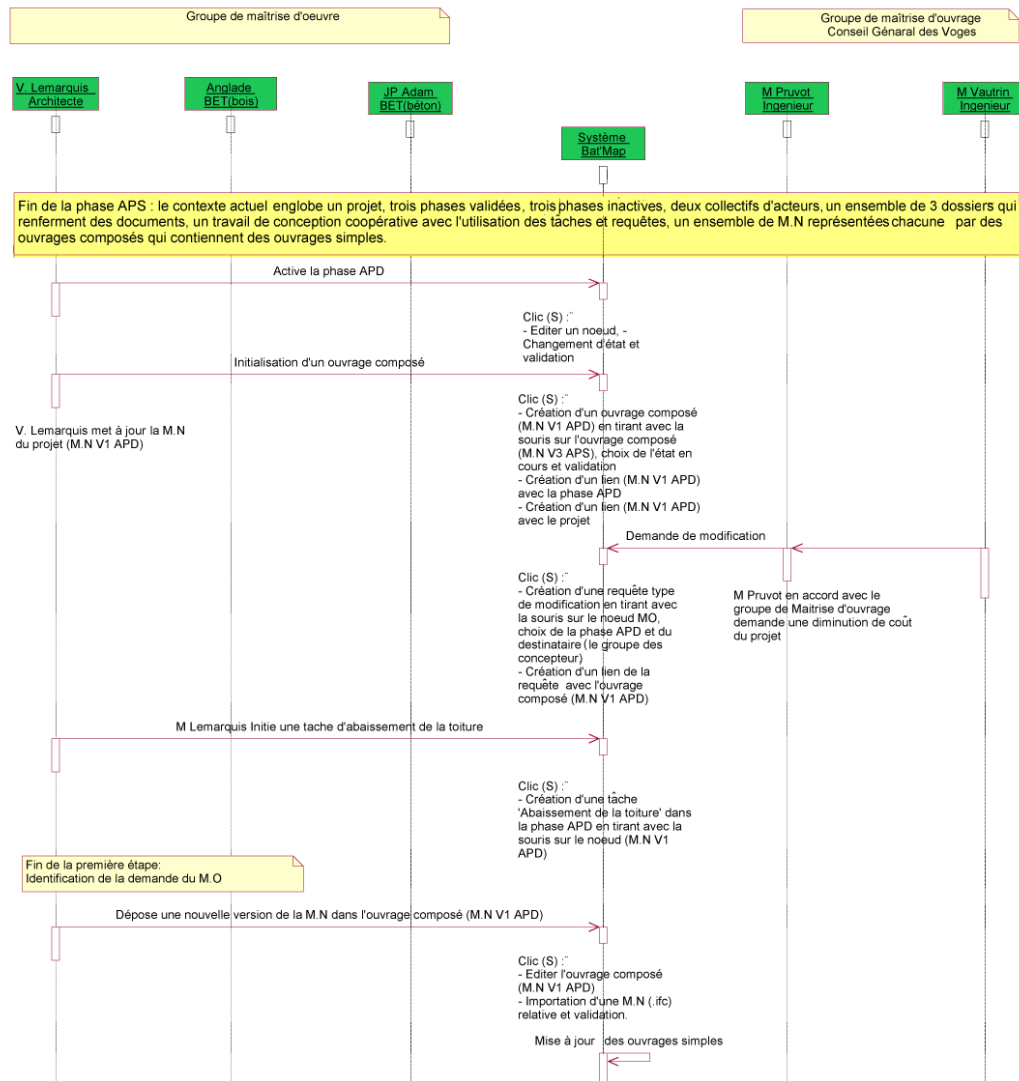 Groupe de maîtrise d'oeuvre
Groupe de maîtrise d'ouvrage
Conseil Génaral des Voges
V. Lemarquis
Architecte
Anglade
BET(bois)
JP Adam
BET(béton)
Système
Bat'Map
M Pruvot
Ingenieur
M Vautrin
Ingenieur
Fin de la phase APS : le contexte actuel englobe un projet, trois phases validées, trois phases inactives, deux collectifs d'acteurs, un ensemble de 3 dossiers qui
renferment des documents, un travail de conception coopérative avec l'utilisation des tâches et requêtes, un ensemble de M.N représentées chacune par des
ouvrages composés qui contiennent des ouvrages simples.
Active la phase APD
Clic (S) :¨
- Editer un noeud, -
Changement d'état et
validation
Initialisation d'un ouvrage composé
V. Lemarquis met à jour la M.N
du projet (M.N V1 APD)
Clic (S) :¨
- Création d'un ouvrage composé
(M.N V1 APD) en tirant avec la
souris sur l'ouvrage composé
(M.N V3 APS), choix de l'état en
cours et validation
- Création d'un lien (M.N V1 APD)
avec la phase APD
- Création d'un lien (M.N V1 APD)
avec le projet
Demande de modification
M Pruvot en accord avec le
groupe de Maitrise d'ouvrage
demande une diminution de coût
du projet
Clic (S) :¨
- Création d'une requête type
de modification en tirant avec
la souris sur le noeud MO,
choix de la phase APD et du
destinataire (le groupe des
concepteur)
- Création d'un lien de la
requête avec l'ouvrage
composé (M.N V1 APD)
M Lemarquis Initie une tache d'abaissement de la toiture
Clic (S) :¨
- Création d'une tâche
'Abaissement de la toiture' dans
la phase APD en tirant avec la
souris sur le noeud (M.N V1
APD)
Fin de la première étape:
Identification de la demande du M.O
Dépose une nouvelle version de la M.N dans l'ouvrage composé (M.N V1 APD)
Clic (S) :¨
- Editer l'ouvrage composé
(M.N V1 APD)
- Importation d'une M.N (.ifc)
relative et validation.
Mise à jour des ouvrages simples